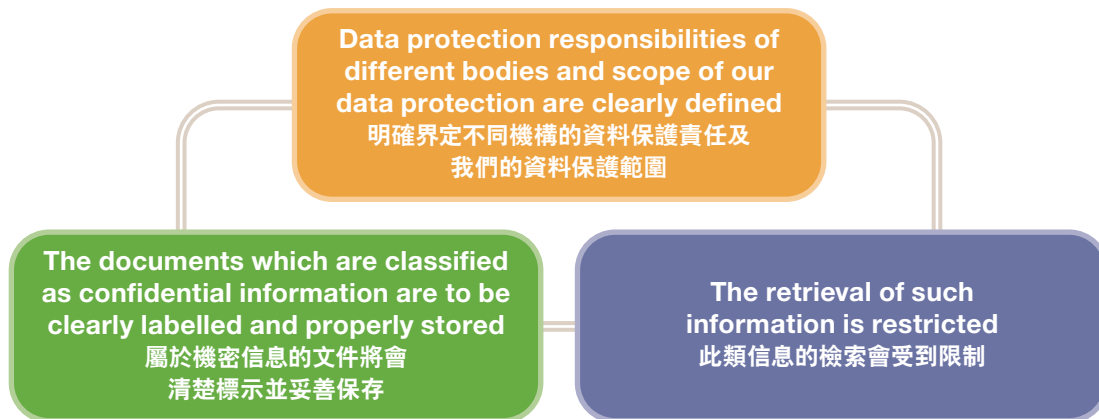 Data protection responsibilities of
different bodies and scope of our
data protection are clearly defined
明確界定不同機構的資料保護責任及
我們的資料保護範圍
The documents which are classified
as confidential information are to be
clearly labelled and properly stored
屬於機密信息的文件將會
清楚標示並妥善保存
The retrieval of such
information is restricted
此類信息的檢索會受到限制